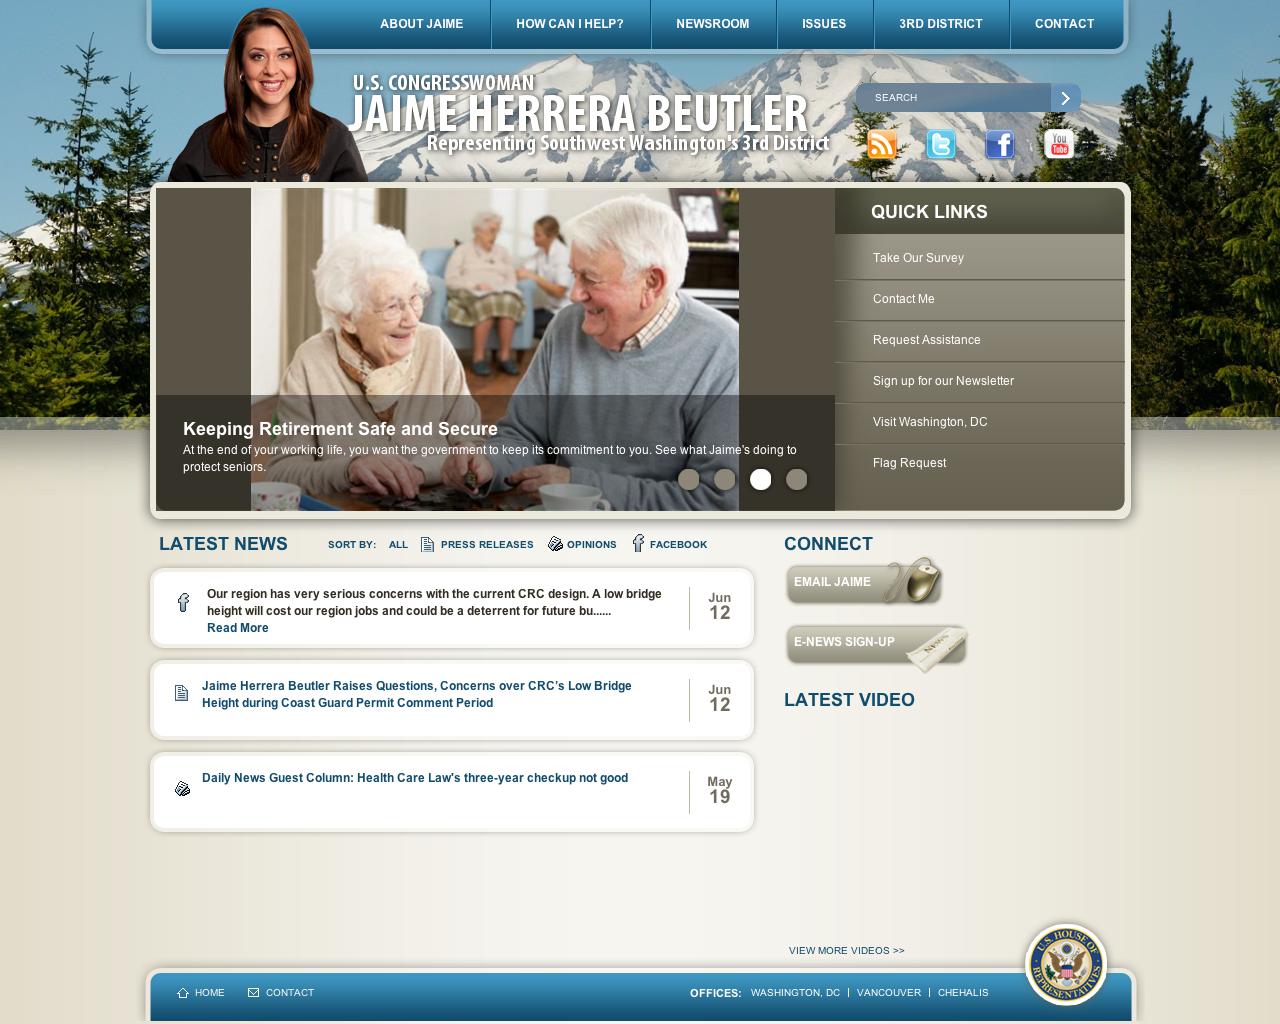 ABOUT JAIME
HOW CAN I HELP?
NEWSROOM
ISSUES
3RD DISTRICT
CONTACT
U.S. CONGRESSWOMAN
JAIME HERRERA BEUTLER
Representing Southwest Washington's 3rd District
SEARCH
You
Tube
QUICK LINKS
Take Our Survey
Contact Me
Request Assistance
Sign up for our Newsletter
Visit Washington, DC
Flag Request
Keeping Retirement Safe and Secure
At the end of your working life, you want the government to keep its commitment to you. See what Jaime's doing to
protect seniors.
LATEST NEWS
SORT BY: ALL PRESS RELEASES OPINIONS FACEBOOK
Our region has very serious concerns with the current CRC design. A low bridge
height will cost our region jobs and could be a deterrent for future bu......
Read More
Jun
12
Jaime Herrera Beutler Raises Questions, Concerns over CRC's Low Bridge
Height during Coast Guard Permit Comment Period
Jun
12
Daily News Guest Column: Health Care Law's three-year checkup not good
May
19
CONNECT
EMAIL JAIME
E-NEWS SIGN-UP
NEWS
LATEST VIDEO
VIEW MORE VIDEOS >>
U.S. HOUSE OF
REPRESENTATIVES
HOME
CONTACT
OFFICES: WASHINGTON, DC | VANCOUVER | CHEHALIS